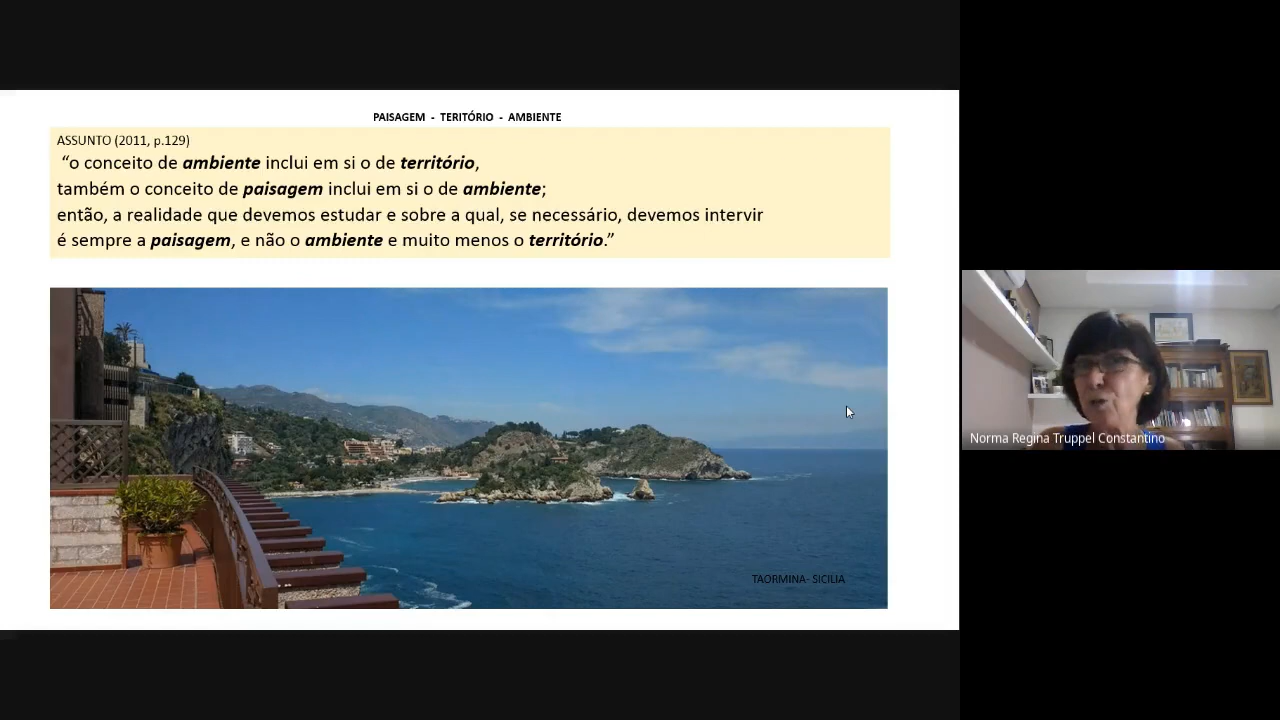 PAISAGEM - TERITÓRIO - AMBIENTE
ASSUNTO (2011, p.129)
“o conceito de ambiente inclui em si o de território,
também o conceito de paisagem inclui em si o de ambiente;
então, a realidade que devemos estudar e sobre a qual, se necessário, devemos intervir
é sempre a paisagem, e não o ambiente e muito menos o território.”
TAORMINA- SICILIA
Norma Regina Truppel Constantino